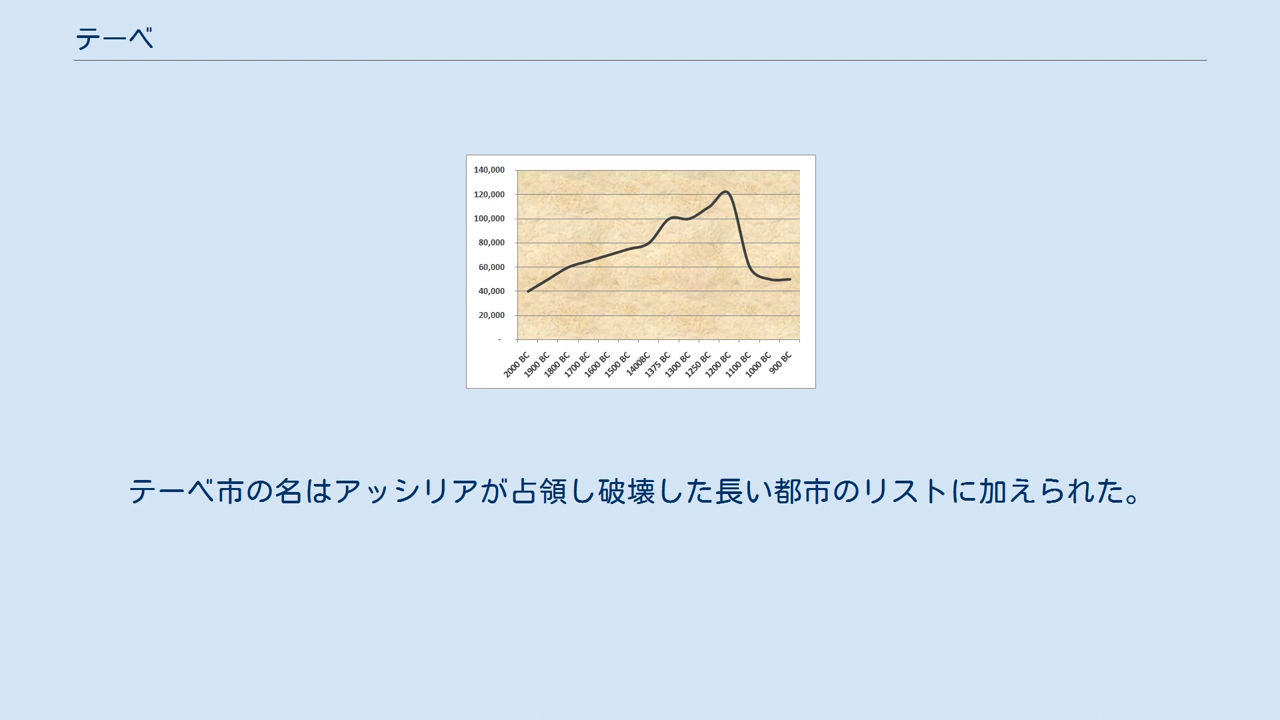 テーベ
140,000
120,000
100,000
80,000
60,000
40,000
20,000
-
2000 BC
1900 BC
1800 BC
1700 BC
1600 BC
1500 BC
1400BC
1375 BC
1300 BC
1250 BC
1200 BC
1100 BC
1000 BC
900 BC
テーベ市の名はアッシリアが占領し破壊した長い都市のリストに加えられた。